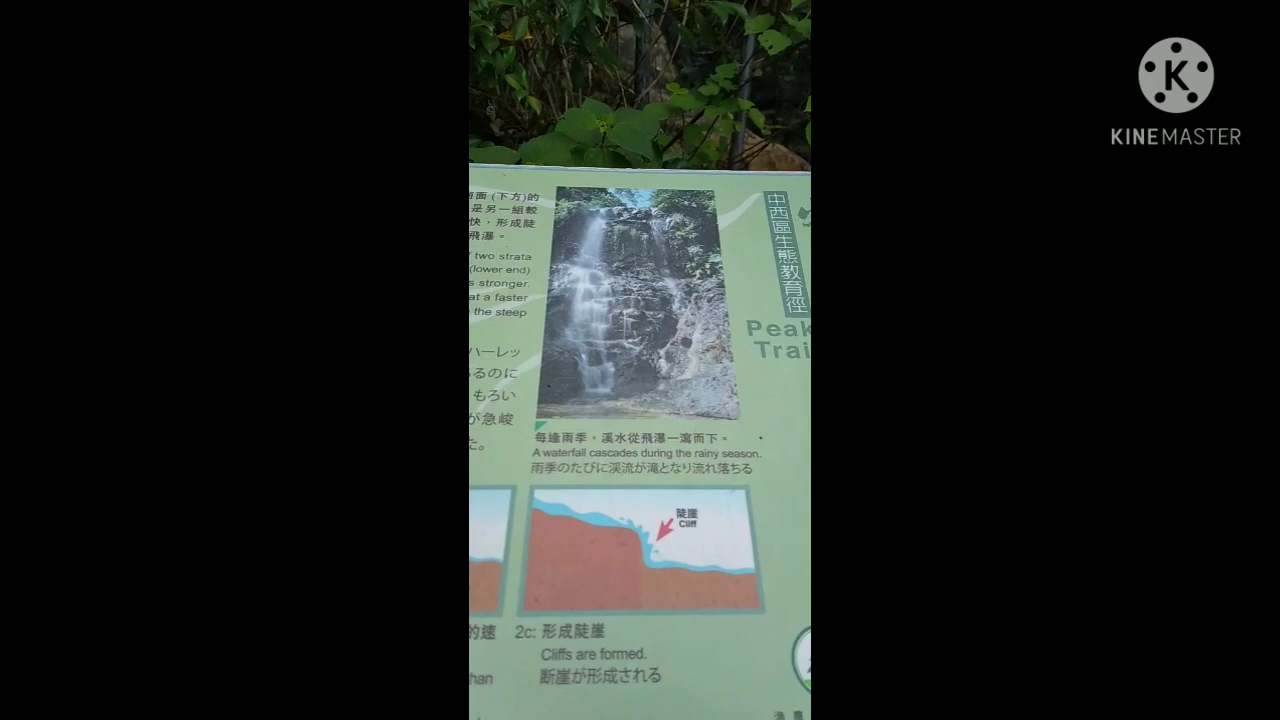 KINEMASTER
面 (下方)的
是另一組較
快，形成陡
飛瀑。
two strata
(lower end)
s stronger.
at a faster
the steep
ハーレッ
るのに
もろい
が急峻
た。
中西區生態教育徑
Peak
Trai
每逢雨季，溪水從飛瀑一瀉而下。
A waterfall cascades during the rainy season.
雨季のたびに渓流が滝となり流れ落ちる
陡崖
Cliff
的速
han
2c: 形成陡崖
Cliffs are formed.
断崖が形成される